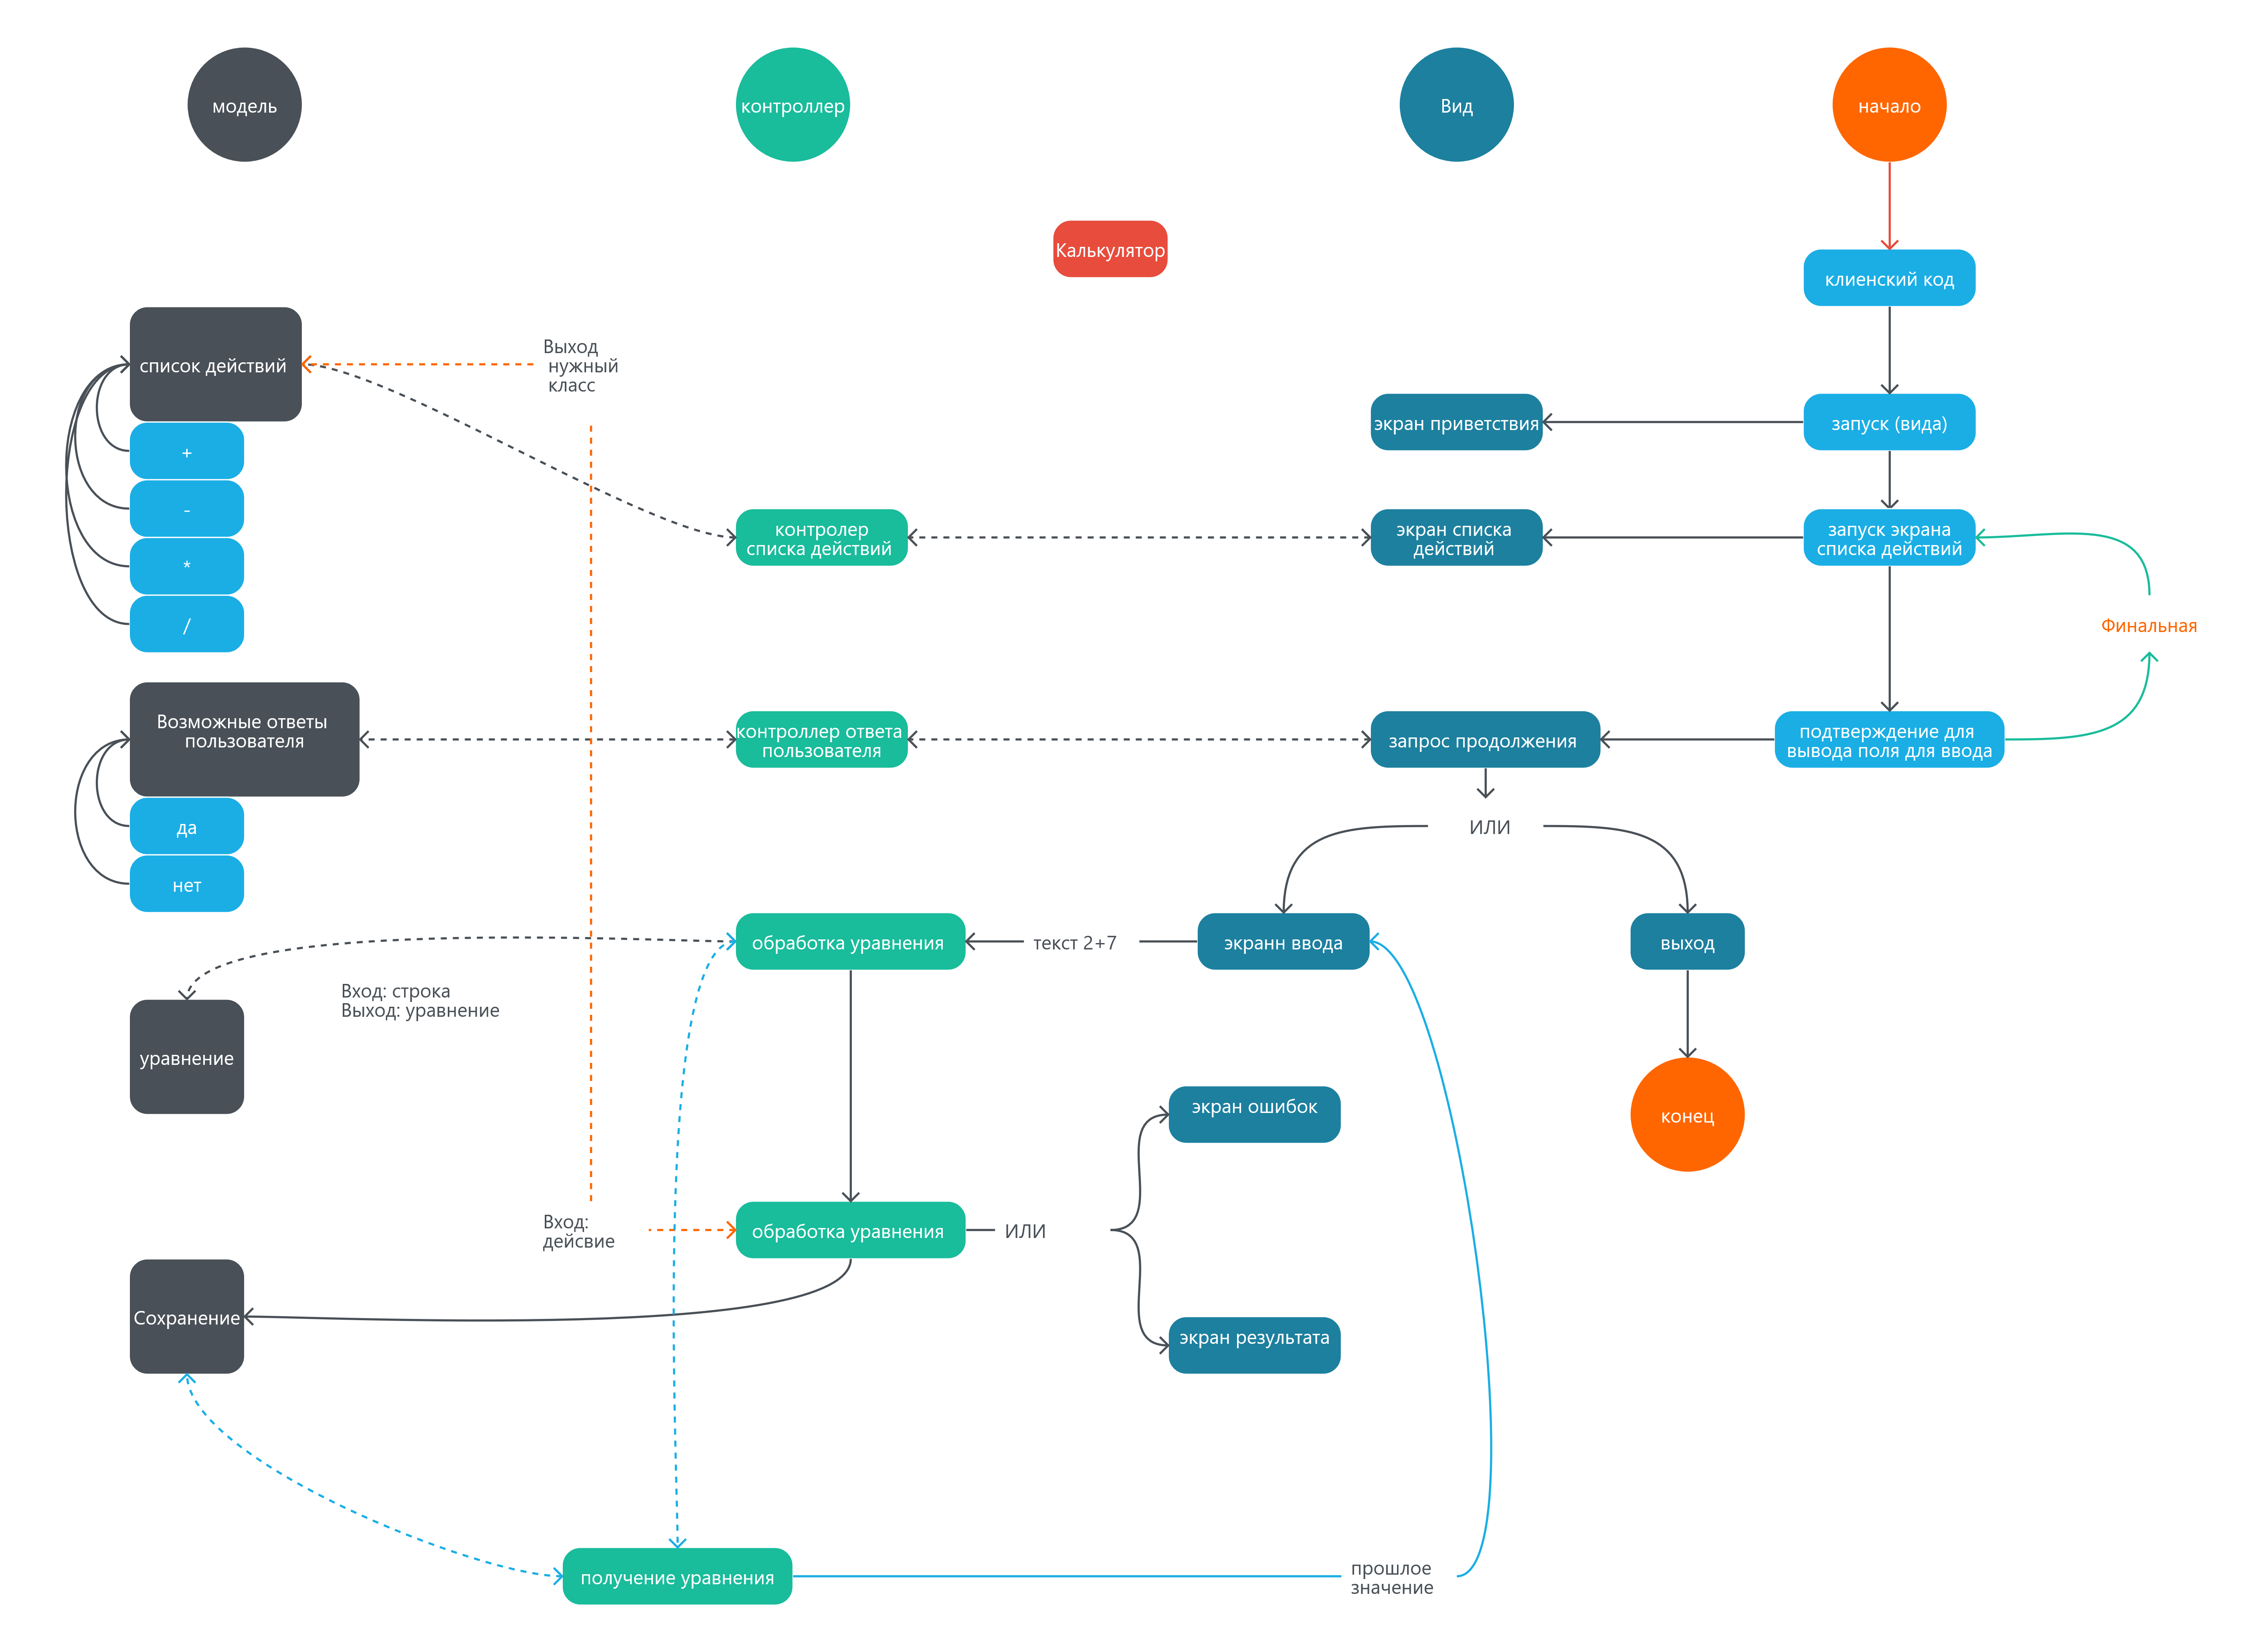 модель
контроллер
Вид
начало
Калькулятор
клиенский код
список действий
Выход
нужный
класс
экран приветствия
запуск (вида)
+
-
*
/
контролер
списка действий
экран списка
действий
запуск экрана
списка действий
Финальная
Возможные ответы
пользователя
контроллер ответа
пользователя
запрос продолжения
подтверждение для
вывода поля для ввода
да
нет
ИЛИ
обработка уравнения
текст 2+7
экранн ввода
выход
Вход: строка
Выход: уравнение
уравнение
экран ошибок
конец
Вход:
дейсвие
обработка уравнения
ИЛИ
Сохранение
экран результата
получение уравнения
прошлое
значение